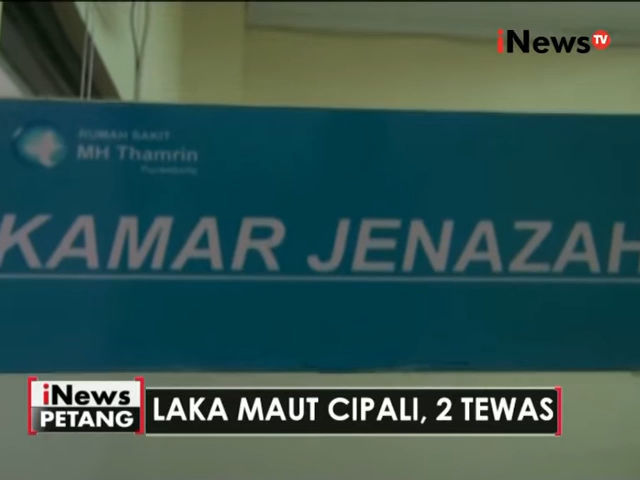 iNews TV
RUMAH SAKIT
MH Thamrin
KAMAR JENAZAH
iNews
PETANG
LAKA MAUT CIPALI, 2 TEWAS